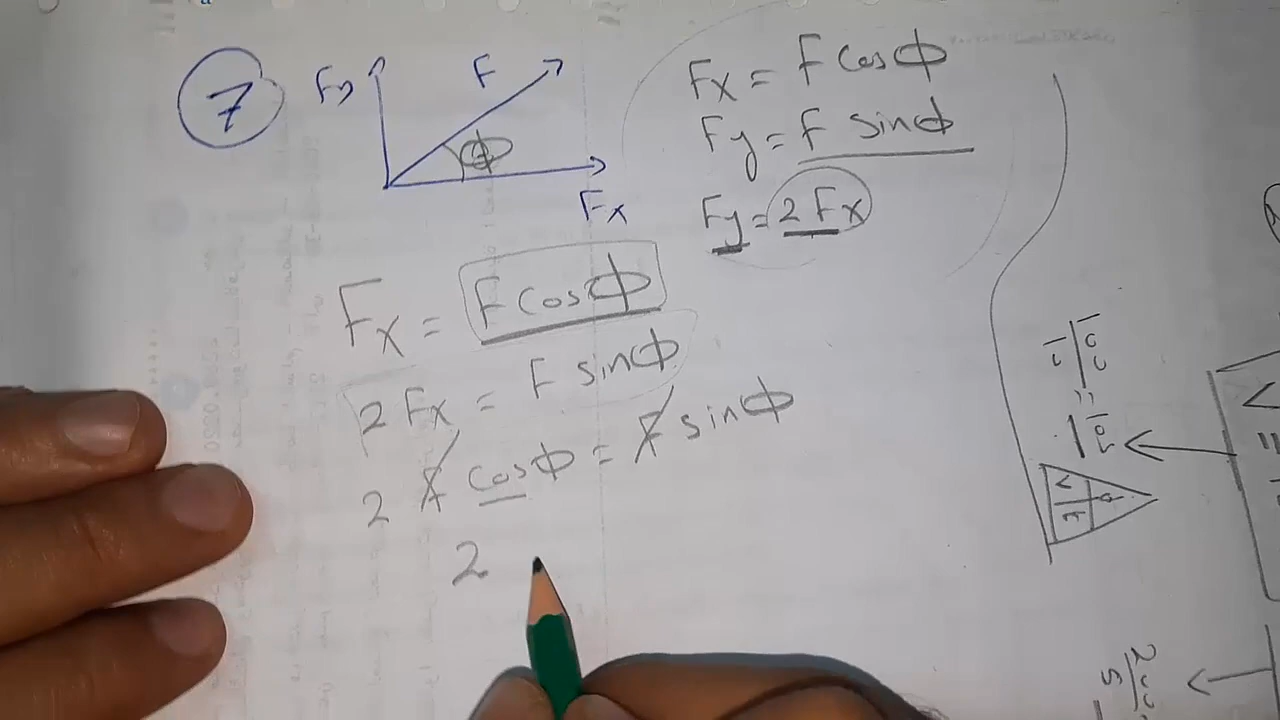 7
Fy
F
ϕ
Fx
Fx = F cosϕ
Fy = F sinϕ
Fy = 2 Fx
Fx = F cosϕ
2 Fx = F sinϕ
2 F cosϕ = F sinϕ
2